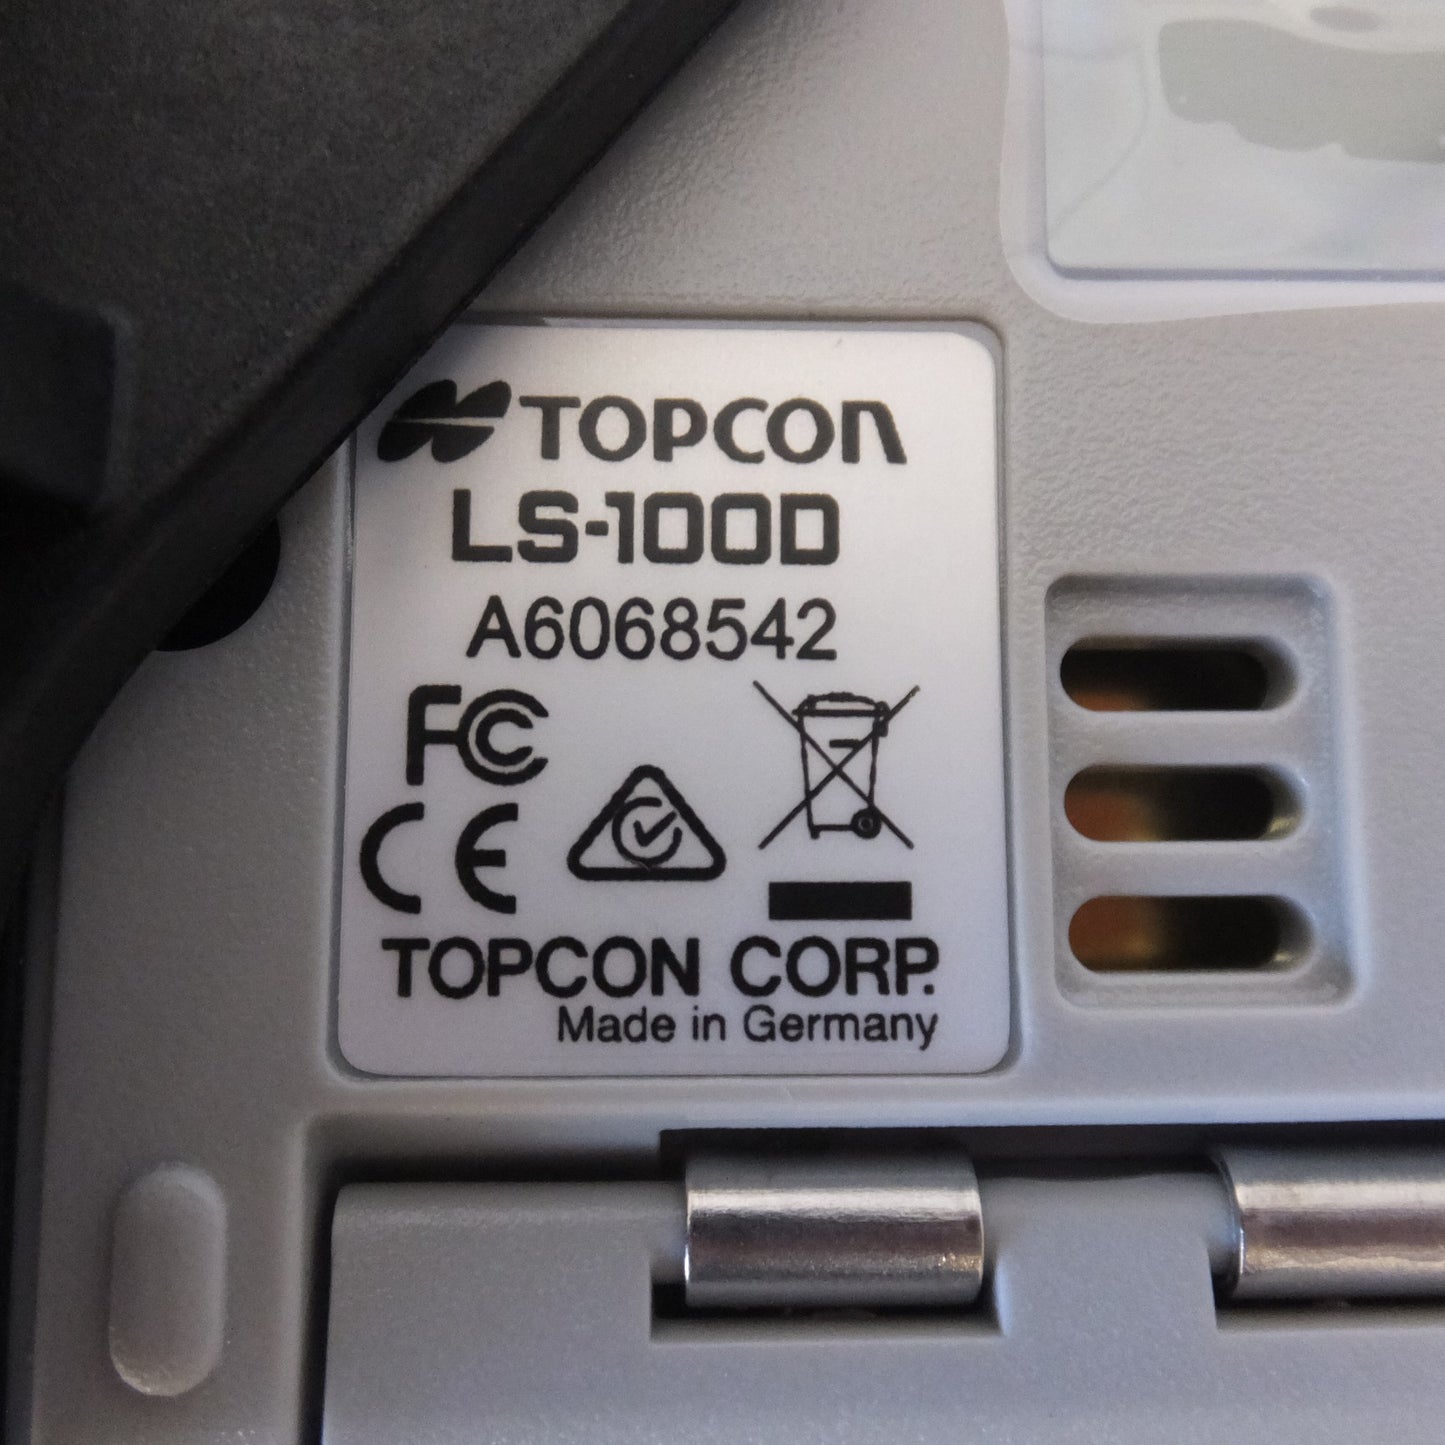 TOPCON
LS-100D
A6068542
FC
CE
TOPCON CORP.
Made in Germany